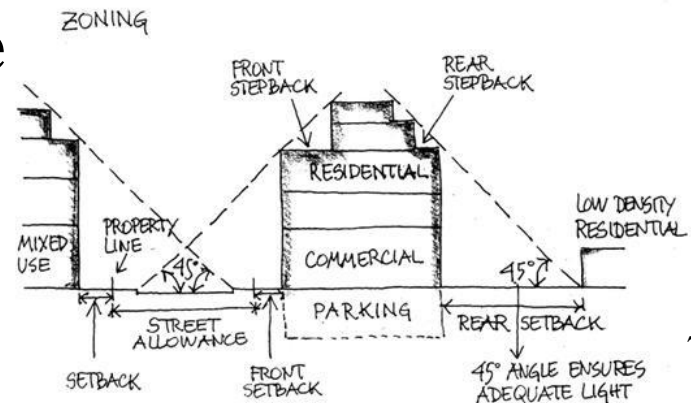 ZONING
e
FRONT
STEPBACK
REAR
STEPBACK
RESIDENTIAL
PROPERTY
LINE
LOW DENSITY
RESIDENTIAL
MIXED
USE
45°
COMMERCIAL
45°
PARKING
STREET
ALLOWANCE
REAR SETBACK
SETBACK
FRONT
SETBACK
45° ANGLE ENSURES
ADEQUATE LIGHT